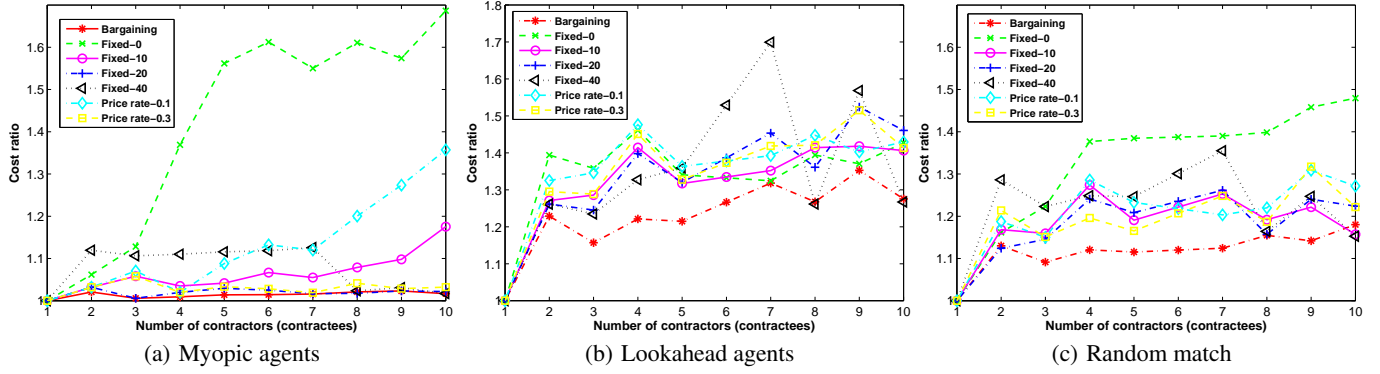 Cost ratio
1.6
1.5
1.4
1.3
1.2
1.1
1
1 2 3 4 5 6 7 8 9 10
Number of contractors (contractees)
Bargaining
Fixed−0
Fixed−10
Fixed−20
Fixed−40
Price rate−0.1
Price rate−0.3
(a) Myopic agents
Cost ratio
1.8
1.7
1.6
1.5
1.4
1.3
1.2
1.1
1
1 2 3 4 5 6 7 8 9 10
Number of contractors (contractees)
Bargaining
Fixed−0
Fixed−10
Fixed−20
Fixed−40
Price rate−0.1
Price rate−0.3
(b) Lookahead agents
Cost ratio
1.6
1.5
1.4
1.3
1.2
1.1
1
1 2 3 4 5 6 7 8 9 10
Number of contractors (contractees)
Bargaining
Fixed−0
Fixed−10
Fixed−20
Fixed−40
Price rate−0.1
Price rate−0.3
(c) Random match